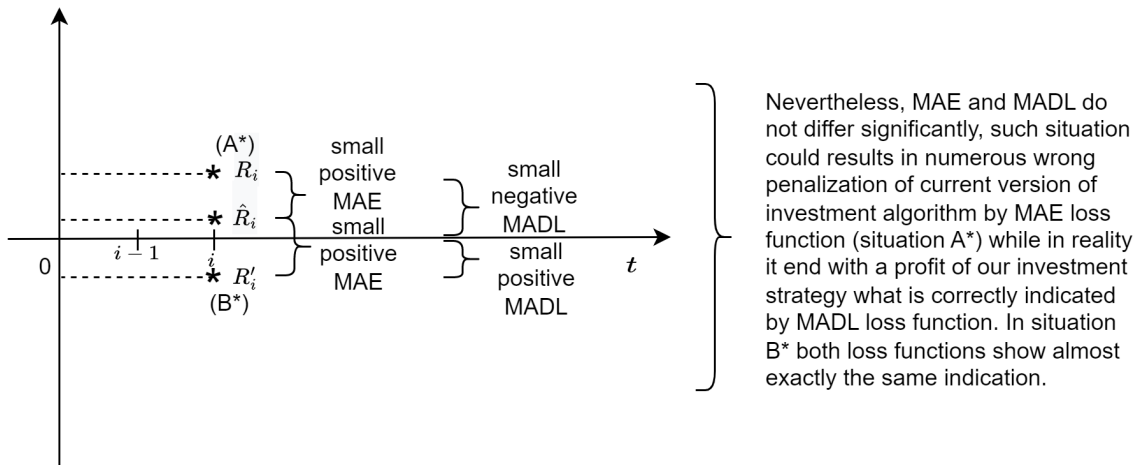 (A*)
R_i
R̂_i
i − 1
i
0
t
R′_i
(B*)
small
positive
MAE
small
positive
MAE
small
negative
MADL
small
positive
MADL
Nevertheless, MAE and MADL do
not differ significantly, such situation
could results in numerous wrong
penalization of current version of
investment algorithm by MAE loss
function (situation A*) while in reality
it end with a profit of our investment
strategy what is correctly indicated
by MADL loss function. In situation
B* both loss functions show almost
exactly the same indication.